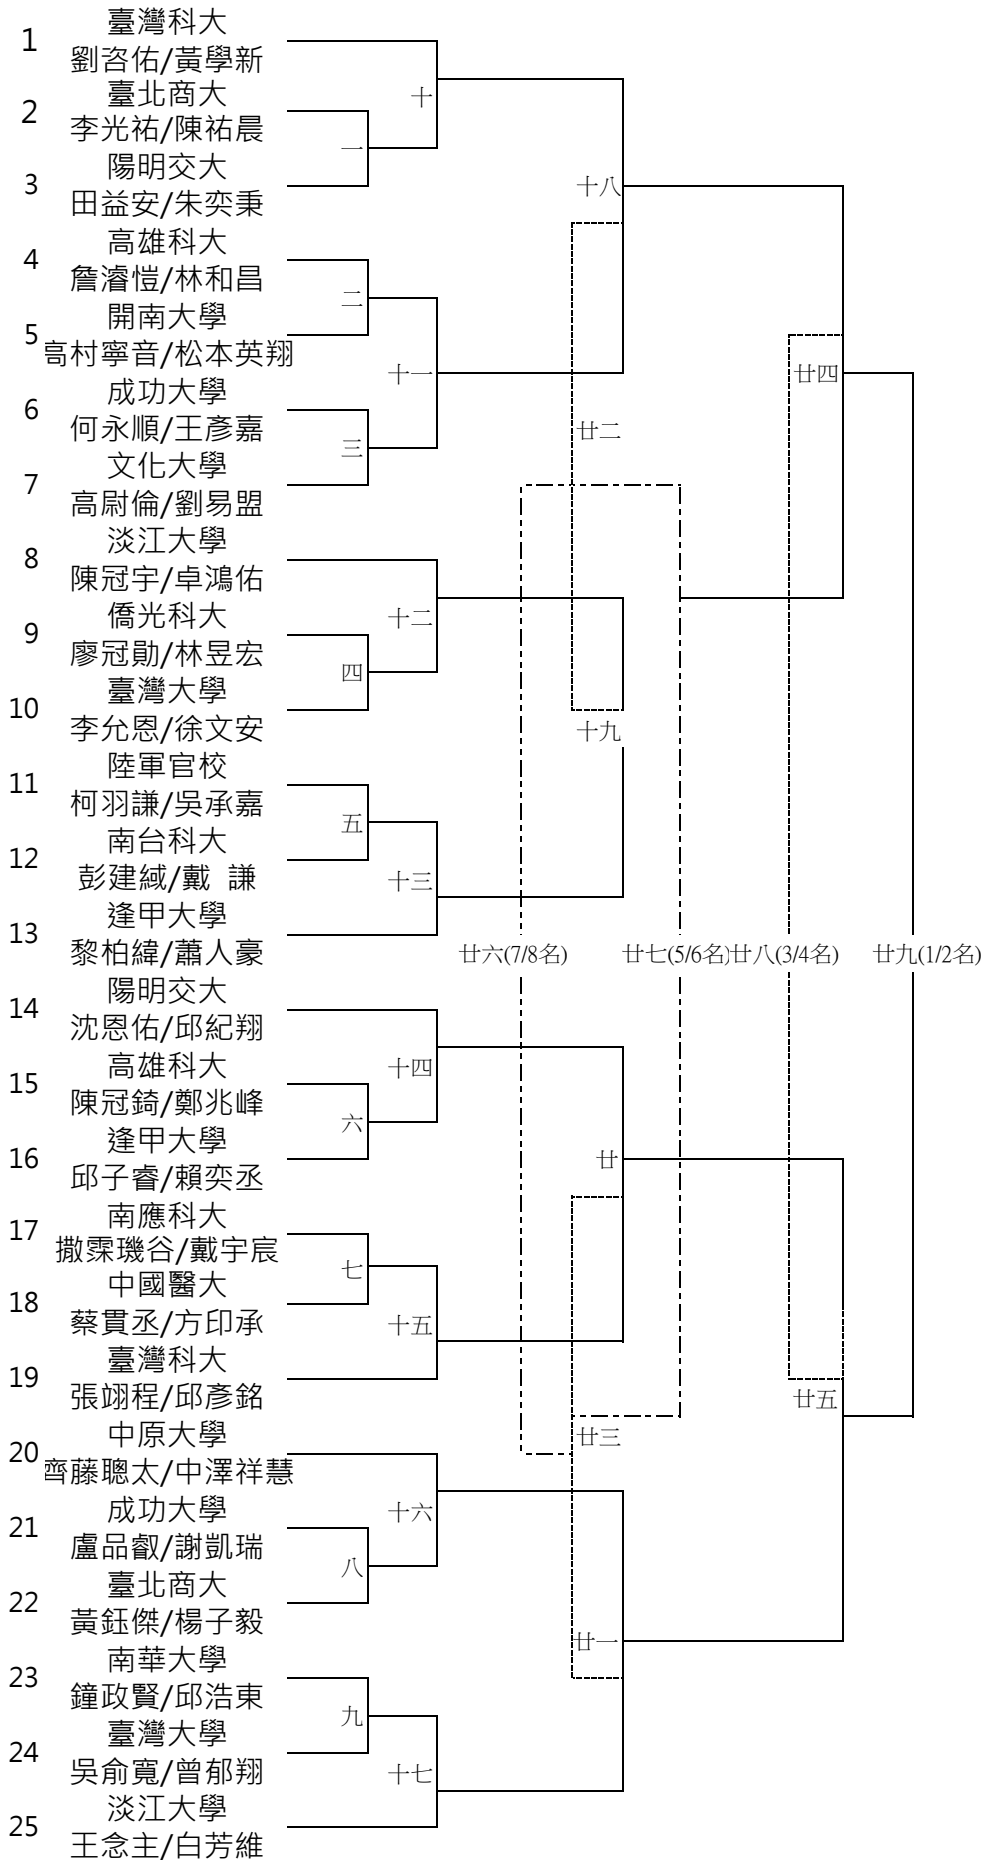 臺灣科大
1
劉咨佑/黃學新
臺北商大
十
2
李光祐/陳祐晨
一
陽明交大
3
十八
田益安/朱奕秉
高雄科大
4
詹濬愷/林和昌
二
開南大學
5
高村寧音/松本英翔
十一
廿四
成功大學
6
何永順/王彥嘉
廿二
三
文化大學
7
高尉倫/劉易盟
淡江大學
8
陳冠宇/卓鴻佑
僑光科大
十二
9
廖冠勛/林昱宏
四
臺灣大學
10
李允恩/徐文安
十九
陸軍官校
11
柯羽謙/吳承嘉
五
南台科大
12
彭建緎/戴 謙
十三
逢甲大學
13
黎柏緯/蕭人豪
廿六(7/8名)
廿七(5/6名)
廿八(3/4名)
廿九(1/2名)
陽明交大
14
沈恩佑/邱紀翔
高雄科大
十四
15
陳冠錡/鄭兆峰
六
逢甲大學
16
廿
邱子睿/賴奕丞
南應科大
17
撒霂璣谷/戴宇宸
七
中國醫大
18
蔡貫丞/方印承
十五
臺灣科大
19
張翊程/邱彥銘
廿五
中原大學
廿三
20
齊藤聰太/中澤祥慧
成功大學
十六
21
盧品叡/謝凱瑞
八
臺北商大
22
黃鈺傑/楊子毅
廿一
南華大學
23
鐘政賢/邱浩東
九
臺灣大學
24
吳俞寬/曾郁翔
十七
淡江大學
25
王念主/白芳維